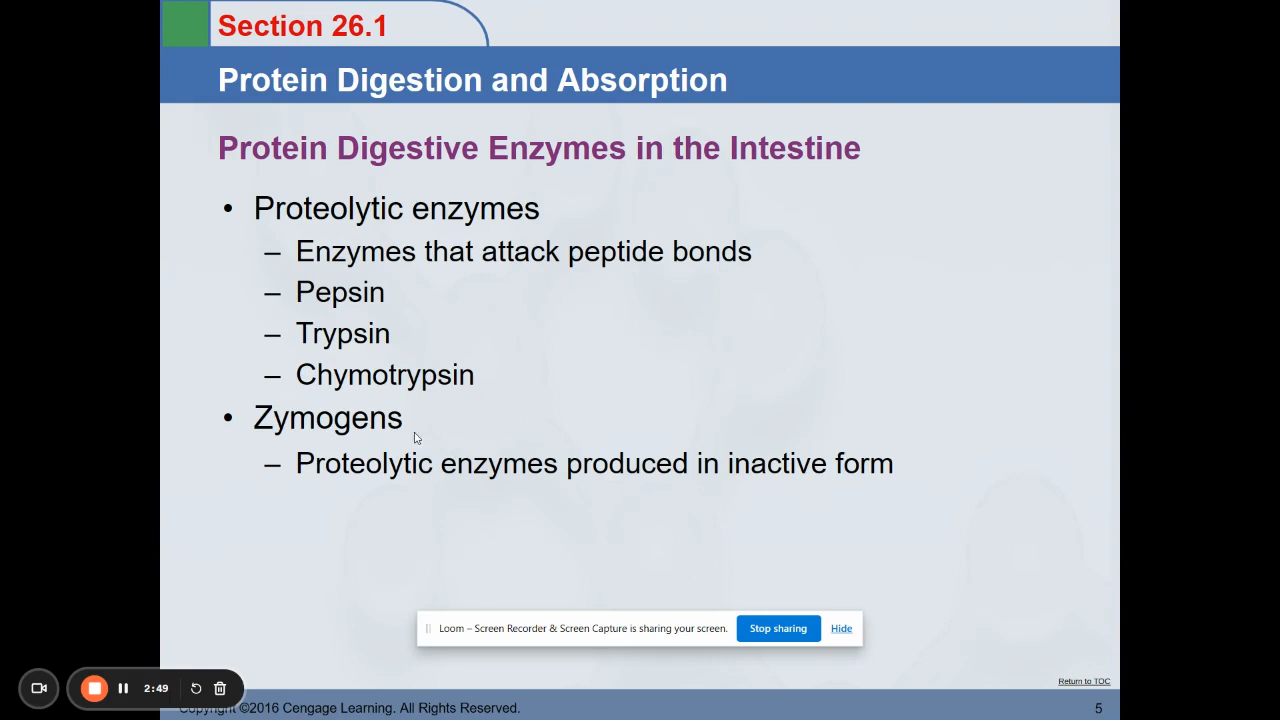 Section 26.1
Protein Digestion and Absorption
Protein Digestive Enzymes in the Intestine
• Proteolytic enzymes
– Enzymes that attack peptide bonds
– Pepsin
– Trypsin
– Chymotrypsin
• Zymogens
– Proteolytic enzymes produced in inactive form
Loom – Screen Recorder & Screen Capture is sharing your screen. Stop sharing Hide
Return to TOC
2:49
Copyright ©2016 Cengage Learning. All Rights Reserved. 5